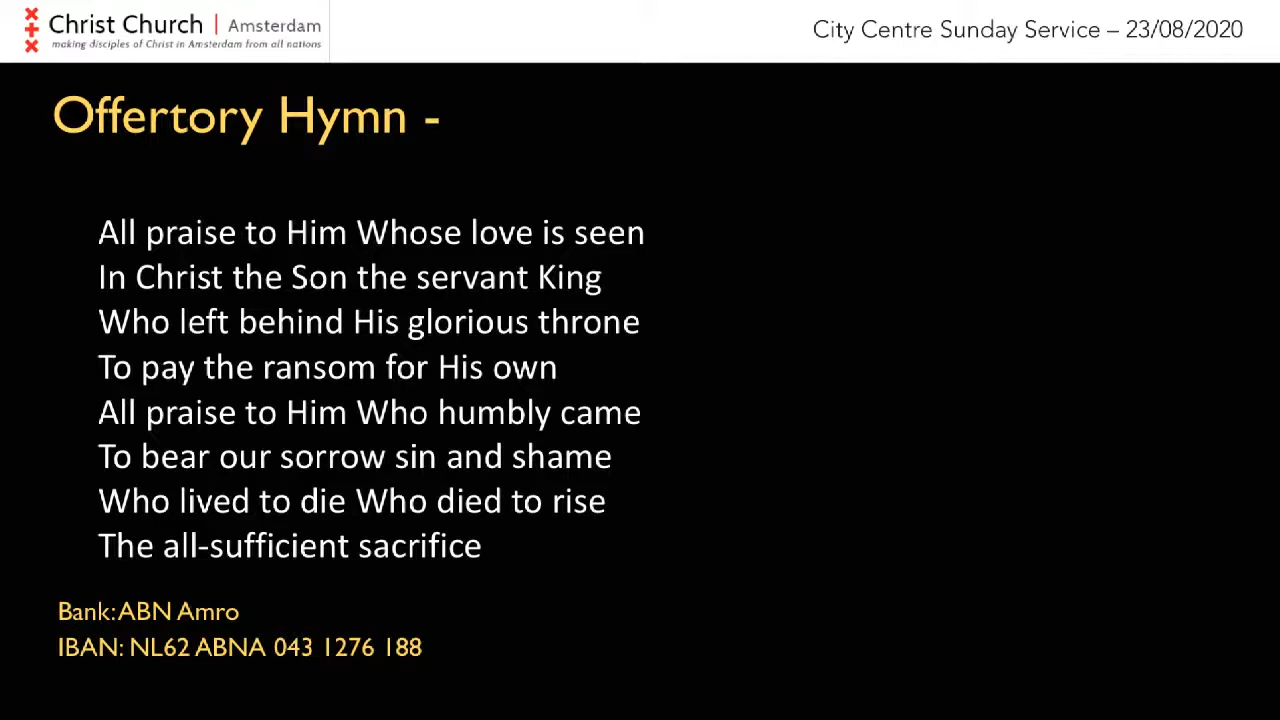 Christ Church | Amsterdam
making disciples of Christ in Amsterdam from all nations
City Centre Sunday Service – 23/08/2020
Offertory Hymn -
All praise to Him Whose love is seen
In Christ the Son the servant King
Who left behind His glorious throne
To pay the ransom for His own
All praise to Him Who humbly came
To bear our sorrow sin and shame
Who lived to die Who died to rise
The all-sufficient sacrifice
Bank: ABN Amro
IBAN: NL62 ABNA 043 1276 188